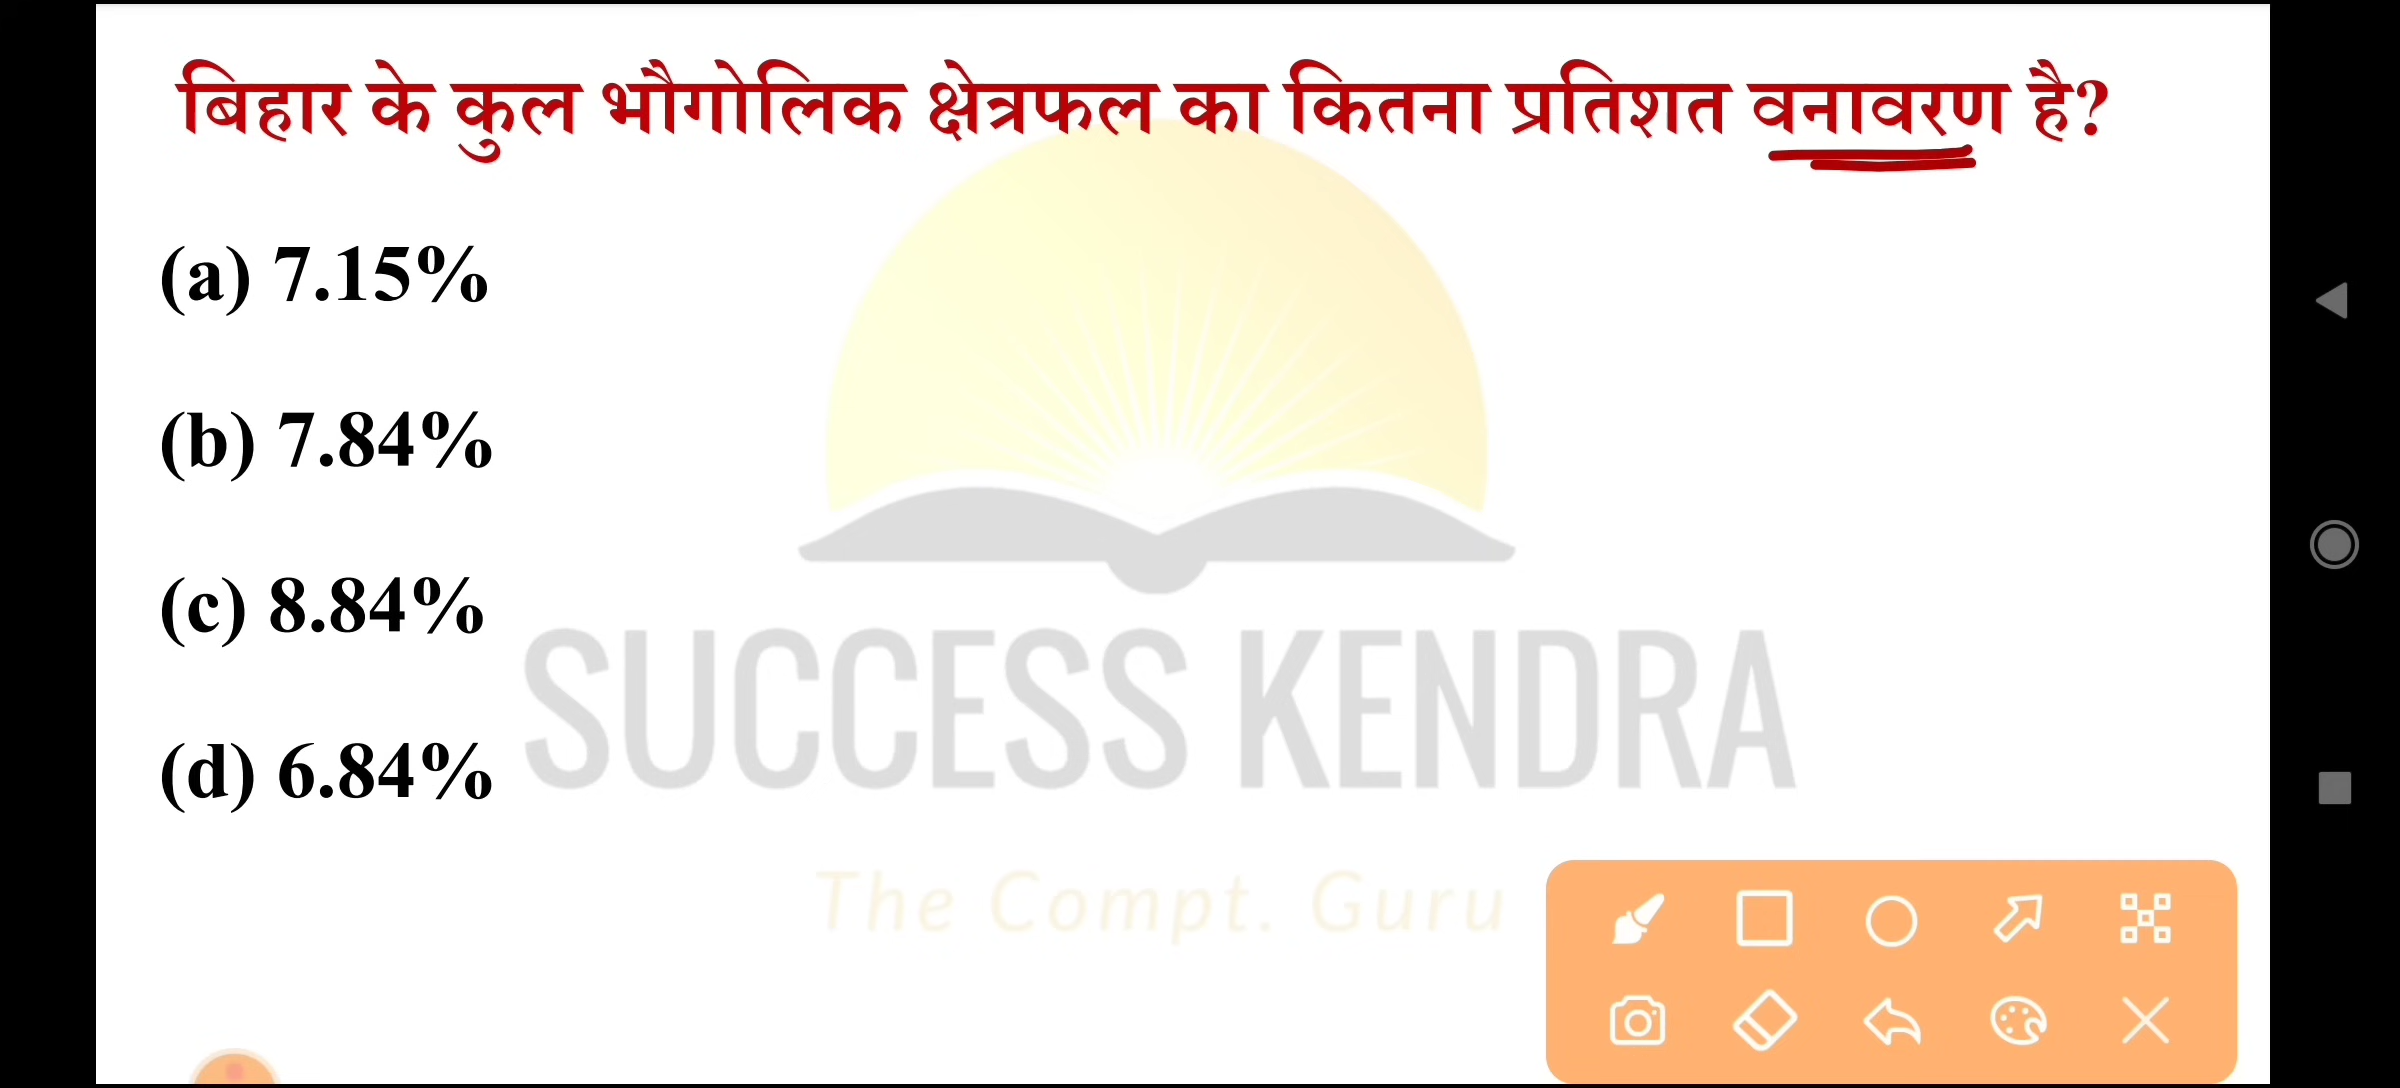 बिहार के कुल भौगोलिक क्षेत्रफल का कितना प्रतिशत वनावरण है?
(a) 7.15%
(b) 7.84%
(c) 8.84%
(d) 6.84%
SUCCESS KENDRA
The Compt. Guru